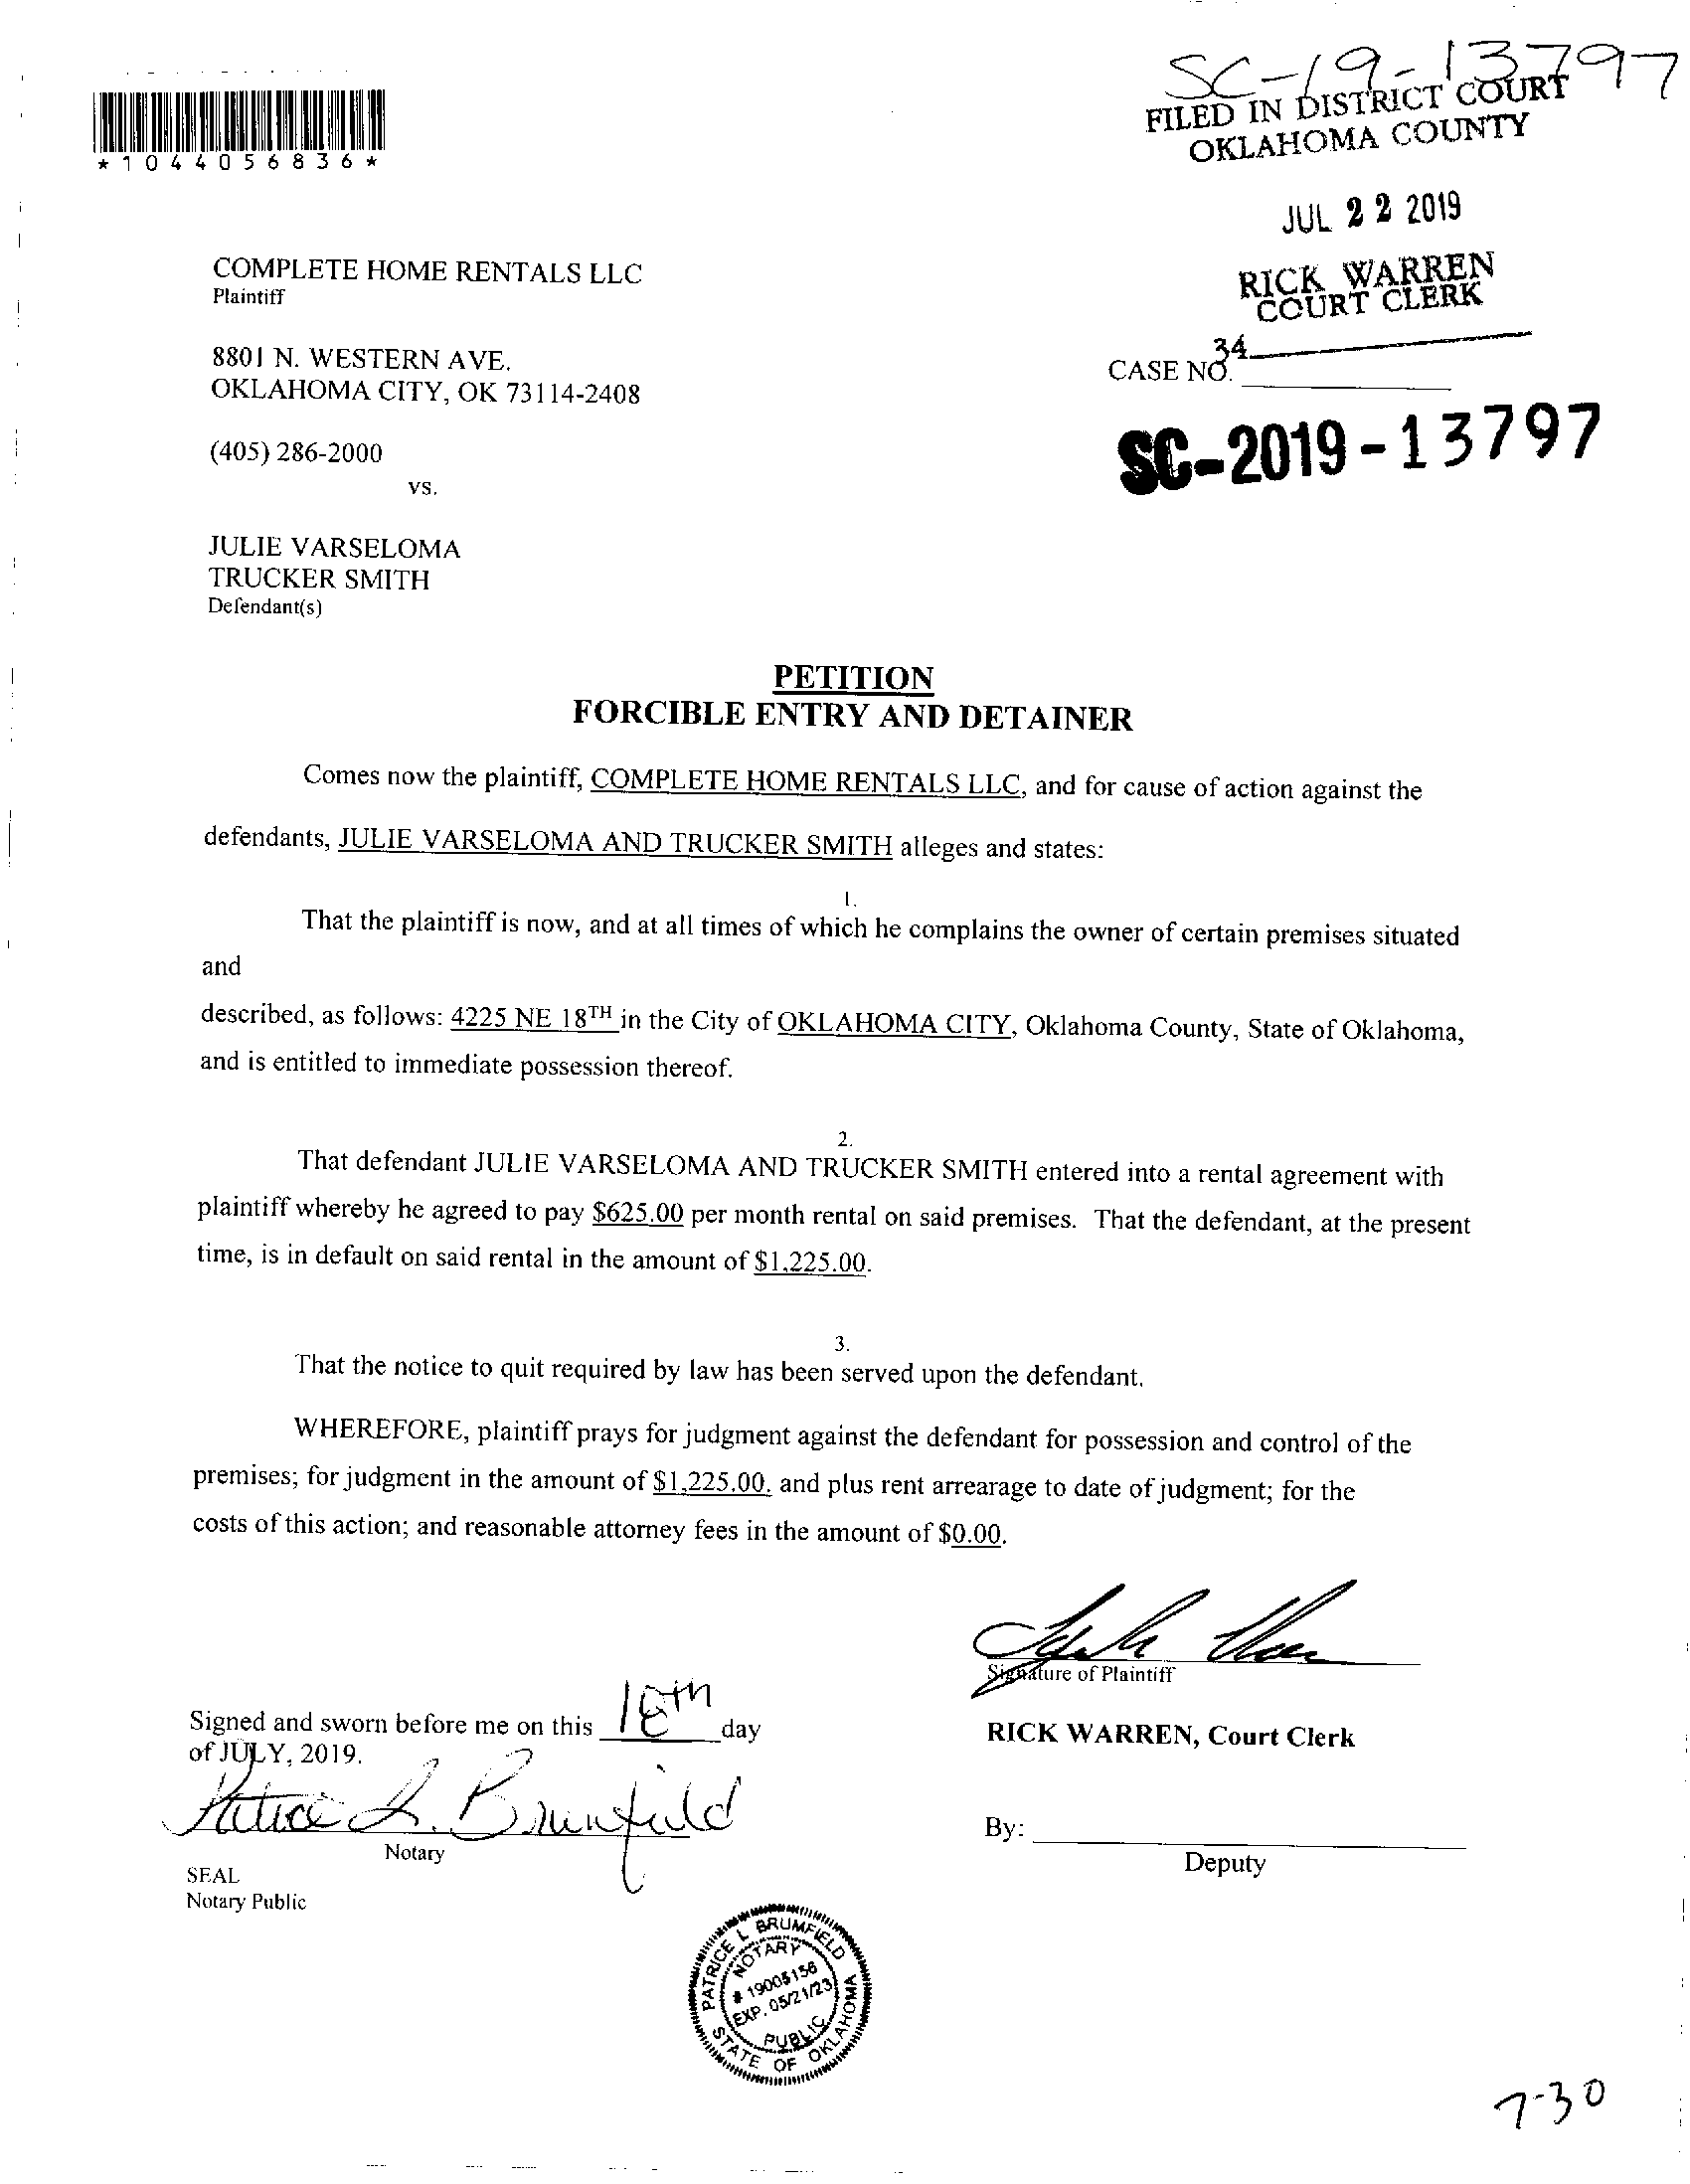 SC-19-13797
FILED IN DISTRICT COURT
OKLAHOMA COUNTY
*1044056836*
JUL 22 2019
RICK WARREN
COURT CLERK
COMPLETE HOME RENTALS LLC
Plaintiff
8801 N. WESTERN AVE.
OKLAHOMA CITY, OK 73114-2408
34
CASE NO.
SC-2019-13797
(405) 286-2000
vs.
JULIE VARSELOMA
TRUCKER SMITH
Defendant(s)
PETITION
FORCIBLE ENTRY AND DETAINER
Comes now the plaintiff, COMPLETE HOME RENTALS LLC, and for cause of action against the
defendants, JULIE VARSELOMA AND TRUCKER SMITH alleges and states:
1.
That the plaintiff is now, and at all times of which he complains the owner of certain premises situated
and
described, as follows: 4225 NE 18TH in the City of OKLAHOMA CITY, Oklahoma County, State of Oklahoma,
and is entitled to immediate possession thereof.
2.
That defendant JULIE VARSELOMA AND TRUCKER SMITH entered into a rental agreement with
plaintiff whereby he agreed to pay $625.00 per month rental on said premises. That the defendant, at the present
time, is in default on said rental in the amount of $1,225.00.
3.
That the notice to quit required by law has been served upon the defendant.
WHEREFORE, plaintiff prays for judgment against the defendant for possession and control of the
premises; for judgment in the amount of $1,225.00, and plus rent arrearage to date of judgment; for the
costs of this action; and reasonable attorney fees in the amount of $0.00.
Signature of Plaintiff
Signed and sworn before me on this 18th day
of JULY, 2019.
RICK WARREN, Court Clerk
Patrice L. Brumfield
Notary
By:
Deputy
SEAL
Notary Public
PATRICE L BRUMFIELD
NOTARY
# 19005156
EXP. 05/21/23
PUBLIC
STATE OF OKLAHOMA
7-30